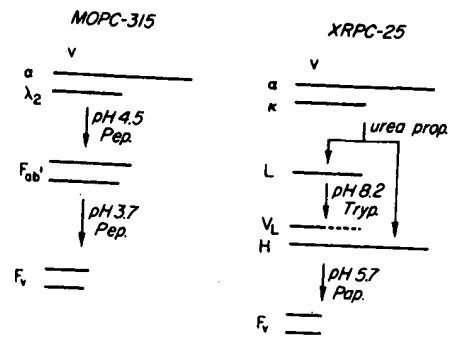 MOPC-315
v
α
λ2
pH 4.5
Pep.
Fab'
pH 3.7
Pep.
Fv
XRPC-25
v
α
κ
urea prop.
L
pH 8.2
Tryp.
VL
H
pH 5.7
Pap.
Fv